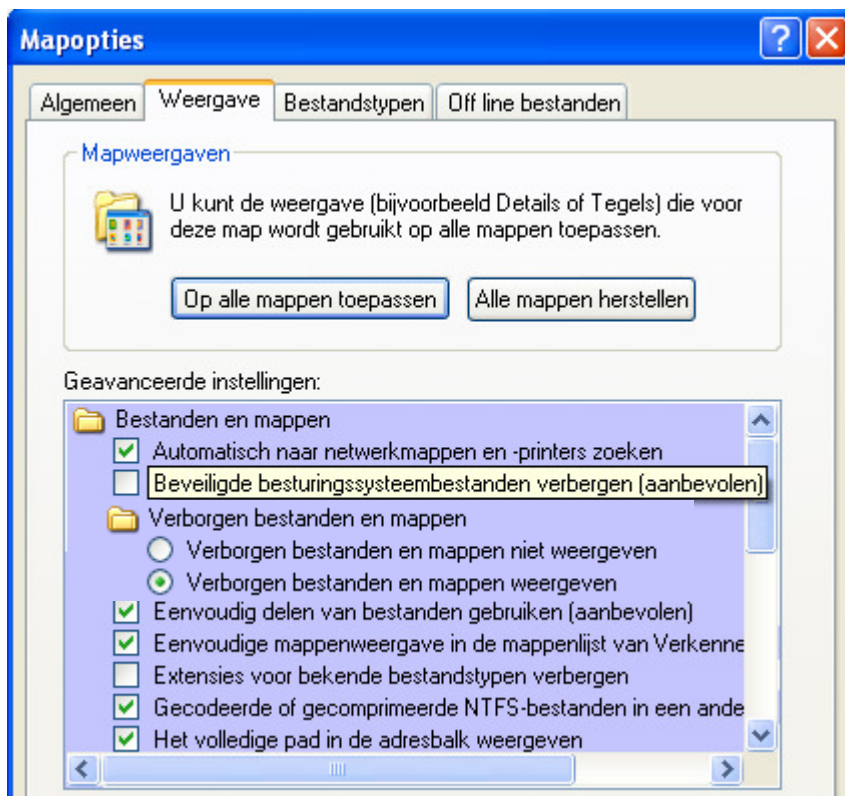 Mapopties
Algemeen Weergave Bestandstypen Off line bestanden
Mapweergaven
U kunt de weergave (bijvoorbeeld Details of Tegels) die voor
deze map wordt gebruikt op alle mappen toepassen.
Op alle mappen toepassen Alle mappen herstellen
Geavanceerde instellingen:
Bestanden en mappen
Automatisch naar netwerkmappen en -printers zoeken
Beveiligde besturingssysteembestanden verbergen (aanbevolen)
Verborgen bestanden en mappen
Verborgen bestanden en mappen niet weergeven
Verborgen bestanden en mappen weergeven
Eenvoudig delen van bestanden gebruiken (aanbevolen)
Eenvoudige mappenweergave in de mappenlijst van Verkenne
Extensies voor bekende bestandstypen verbergen
Gecodeerde of gecomprimeerde NTFS-bestanden in een ande
Het volledige pad in de adresbalk weergeven